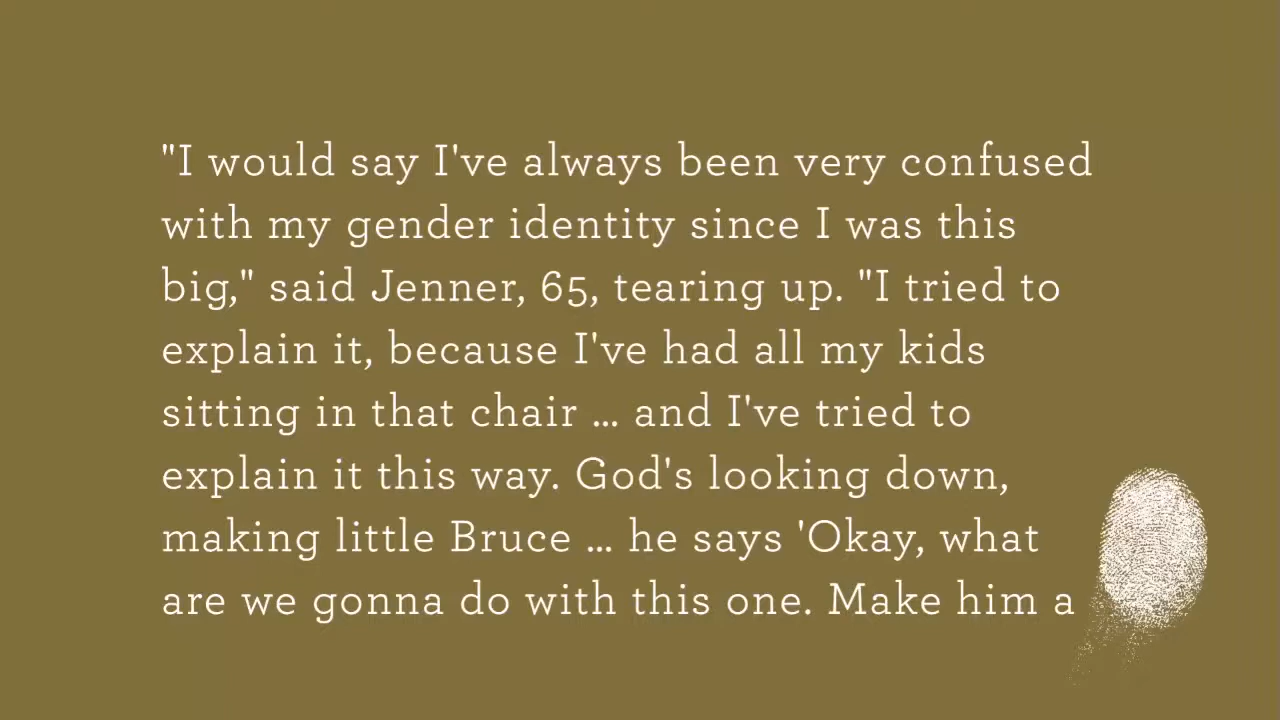 "I would say I've always been very confused
with my gender identity since I was this
big," said Jenner, 65, tearing up. "I tried to
explain it, because I've had all my kids
sitting in that chair ... and I've tried to
explain it this way. God's looking down,
making little Bruce ... he says 'Okay, what
are we gonna do with this one. Make him a